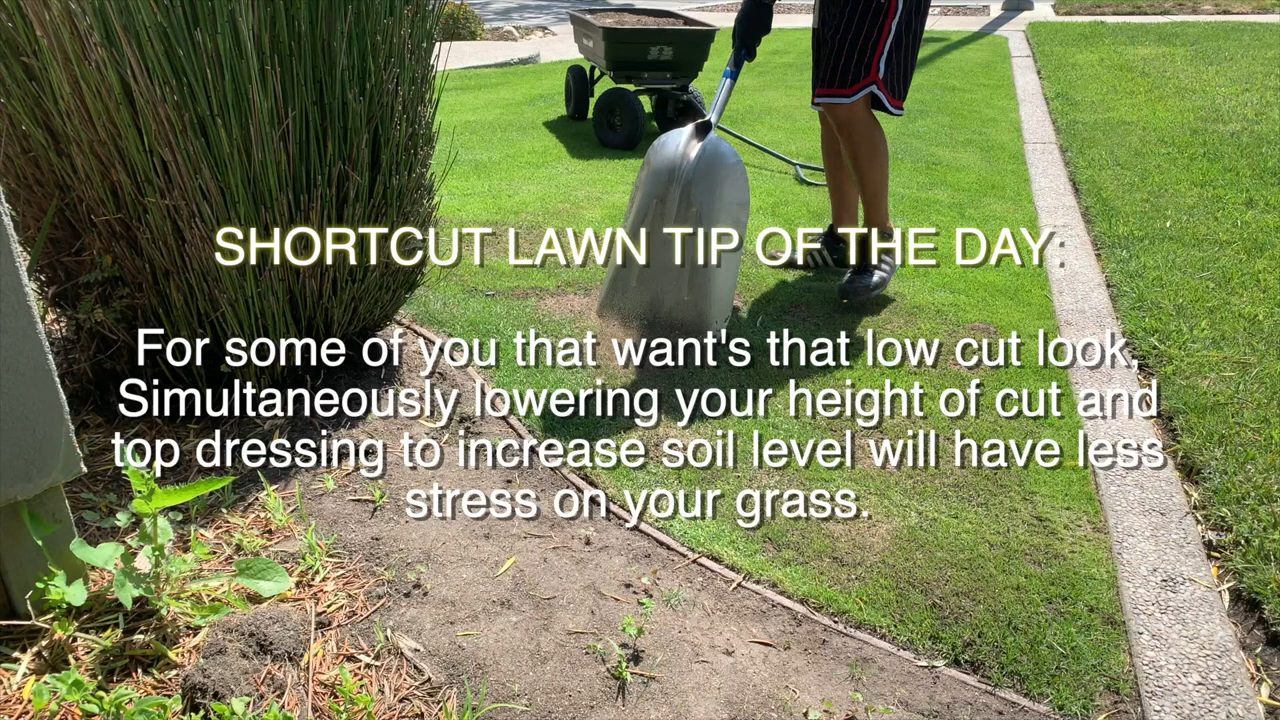 SHORTCUT LAWN TIP OF THE DAY:
For some of you that want's that low cut look,
Simultaneously lowering your height of cut and
top dressing to increase soil level will have less
stress on your grass.